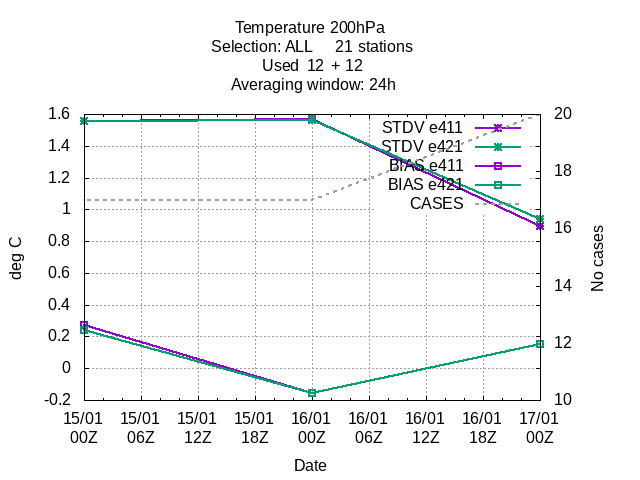 Temperature 200hPa
Selection: ALL 21 stations
Used 12 + 12
Averaging window: 24h
1.6
1.4
1.2
1
0.8
0.6
0.4
0.2
0
-0.2
deg C
20
18
16
14
12
10
No cases
STDV e411
STDV e421
BIAS e411
BIAS e421
CASES
15/01 15/01 15/01 15/01 16/01 16/01 16/01 16/01 17/01
00Z 06Z 12Z 18Z 00Z 06Z 12Z 18Z 00Z
Date